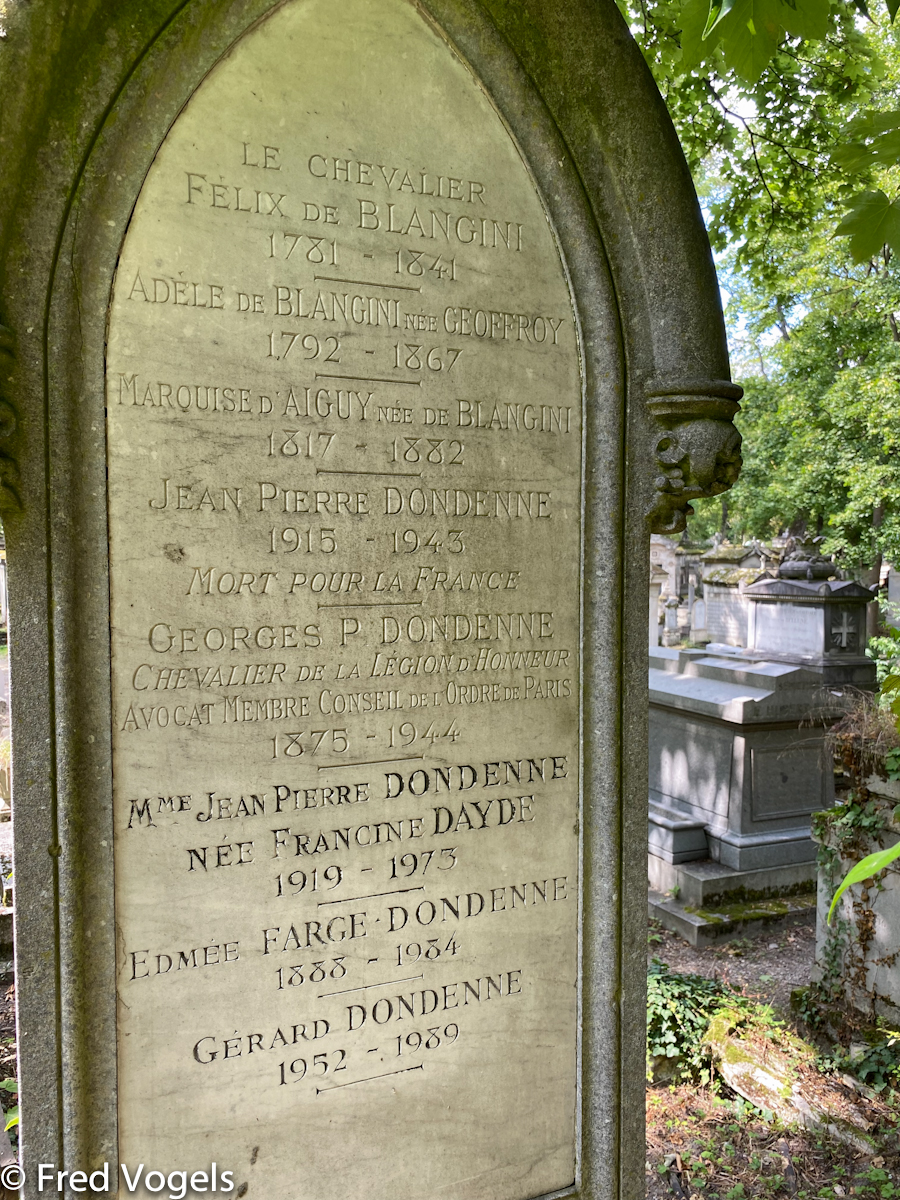 LE CHEVALIER
FÉLIX DE BLANGINI
1781 - 1841
ADÉLE DE BLANGINI NÉE GEOFFROY
1792 - 1867
MARQUISE D'AIGUY NÉE DE BLANGINI
1817 - 1882
JEAN PIERRE DONDENNE
1915 - 1943
MORT POUR LA FRANCE
GEORGES P. DONDENNE
CHEVALIER DE LA LÉGION D'HONNEUR
AVOCAT MEMBRE CONSEIL DE L'ORDRE DE PARIS
1875 - 1944
MME JEAN PIERRE DONDENNE
NÉE FRANCINE DAYDE
1919 - 1973
EDMÉE FARGE-DONDENNE
1888 - 1984
GÉRARD DONDENNE
1952 - 1989
© Fred Vogels